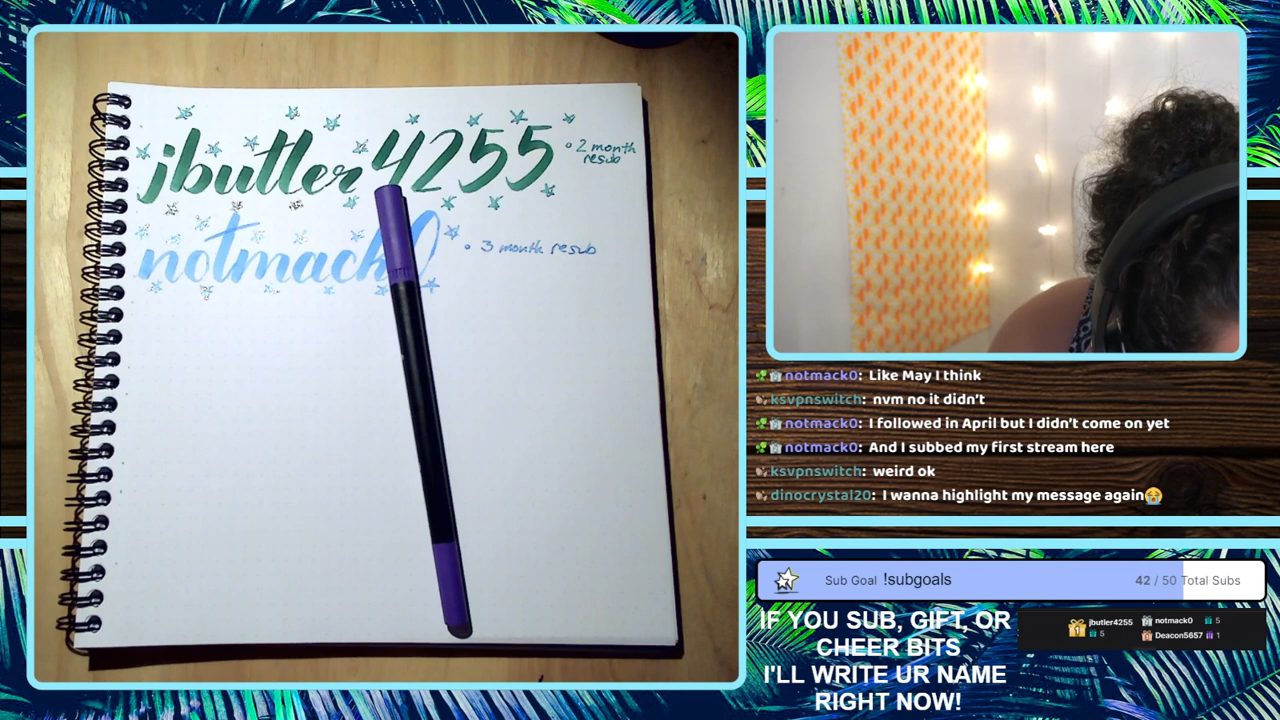 jbutler4255
• 2 month
resub
notmack0
• 3 month resub
notmack0: Like May I think
ksvpnswitch: nvm no it didn't
notmack0: I followed in April but I didn't come on yet
notmack0: And I subbed my first stream here
ksvpnswitch: weird ok
dinocrystal20: I wanna highlight my message again😭
Sub Goal !subgoals 42 / 50 Total Subs
IF YOU SUB, GIFT, OR
CHEER BITS
I'LL WRITE UR NAME
RIGHT NOW!
1 jbutler4255 5
2 notmack0 5
3 Deacon5657 1